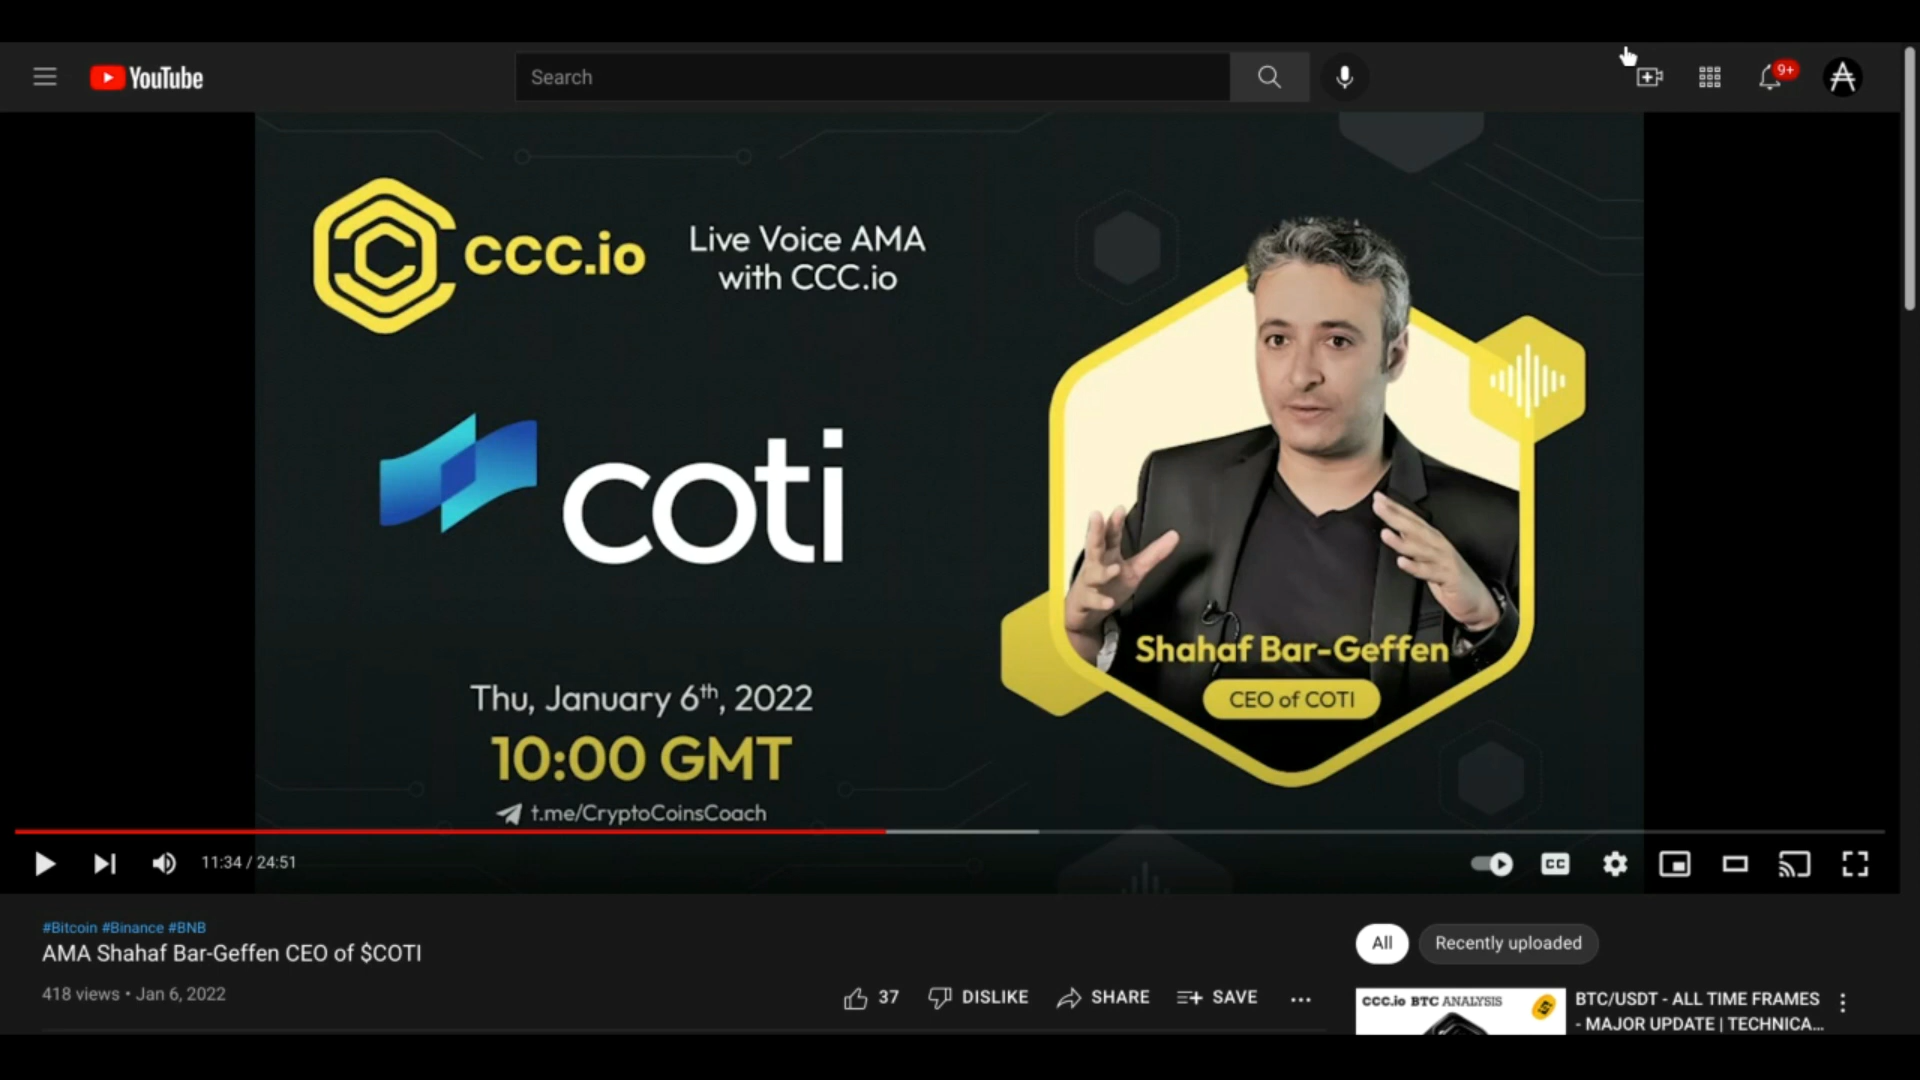 YouTube
Search
9+
CCC.io
Live Voice AMA
with CCC.io
coti
Shahaf Bar-Geffen
CEO of COTI
Thu, January 6th, 2022
10:00 GMT
t.me/CryptoCoinsCoach
11:34 / 24:51
CC
#Bitcoin #Binance #BNB
AMA Shahaf Bar-Geffen CEO of $COTI
418 views • Jan 6, 2022
37
DISLIKE
SHARE
SAVE
All
Recently uploaded
CCC.io BTC ANALYSIS
BTC/USDT - ALL TIME FRAMES
- MAJOR UPDATE | TECHNICA...